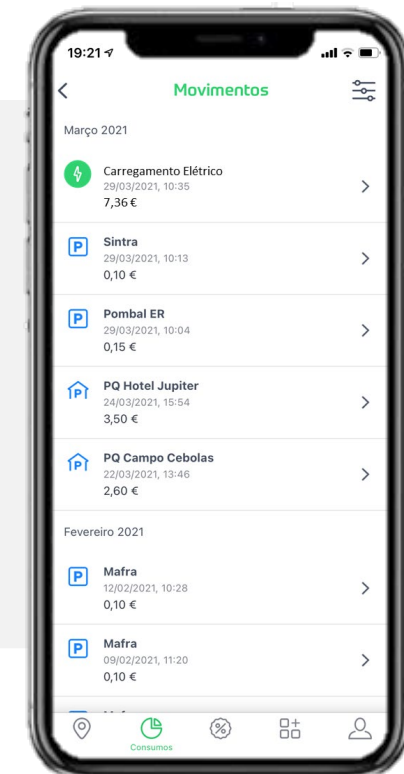 19:21
Movimentos
Março 2021
Carregamento Elétrico
29/03/2021, 10:35
7,36 €
P
Sintra
29/03/2021, 10:13
0,10 €
P
Pombal ER
29/03/2021, 10:04
0,15 €
P
PQ Hotel Jupiter
24/03/2021, 15:54
3,50 €
P
PQ Campo Cebolas
22/03/2021, 13:46
2,60 €
Fevereiro 2021
P
Mafra
12/02/2021, 10:28
0,10 €
P
Mafra
09/02/2021, 11:20
0,10 €
Consumos